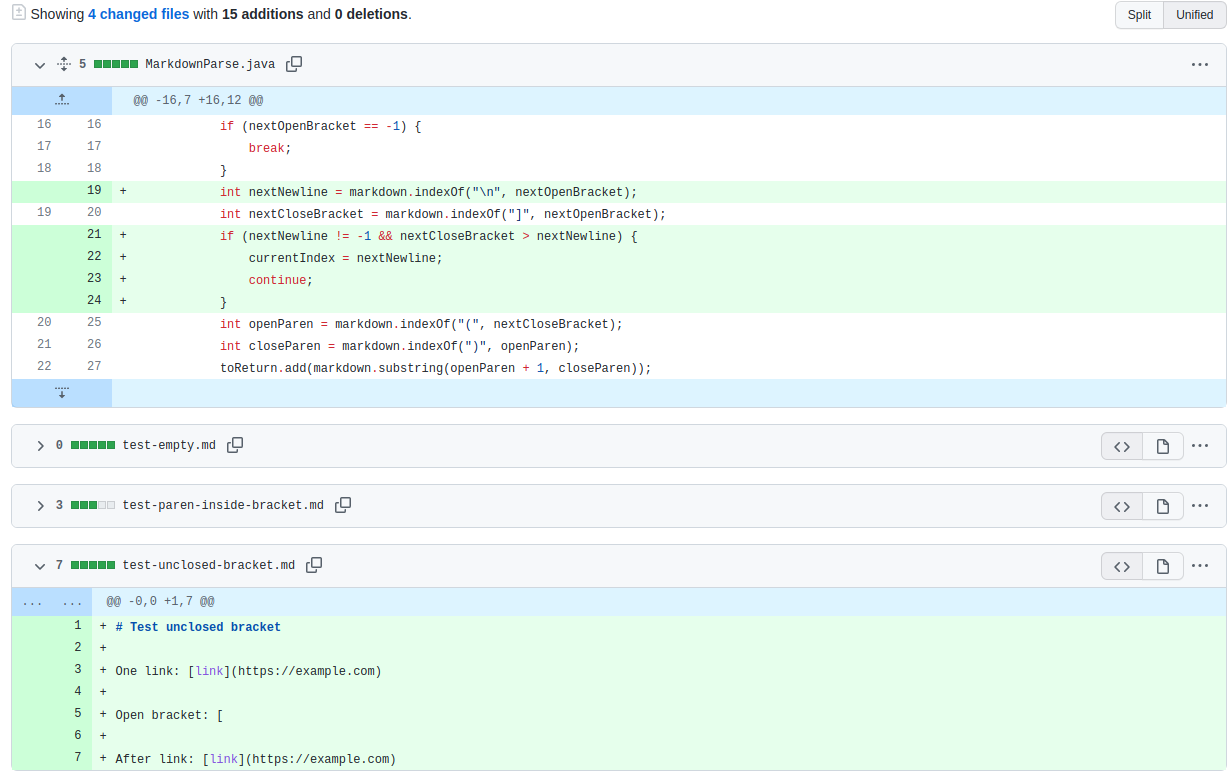 Showing 4 changed files with 15 additions and 0 deletions.
Split Unified
5 MarkdownParse.java
@@ -16,7 +16,12 @@
16 16 if (nextOpenBracket == -1) {
17 17 break;
18 18 }
19 + int nextNewline = markdown.indexOf("\n", nextOpenBracket);
19 20 int nextCloseBracket = markdown.indexOf("]", nextOpenBracket);
21 + if (nextNewline != -1 && nextCloseBracket > nextNewline) {
22 + currentIndex = nextNewline;
23 + continue;
24 + }
20 25 int openParen = markdown.indexOf("(", nextCloseBracket);
21 26 int closeParen = markdown.indexOf(")", openParen);
22 27 toReturn.add(markdown.substring(openParen + 1, closeParen));
0 test-empty.md
3 test-paren-inside-bracket.md
7 test-unclosed-bracket.md
... ... @@ -0,0 +1,7 @@
1 + # Test unclosed bracket
2 +
3 + One link: [link](https://example.com)
4 +
5 + Open bracket: [
6 +
7 + After link: [link](https://example.com)